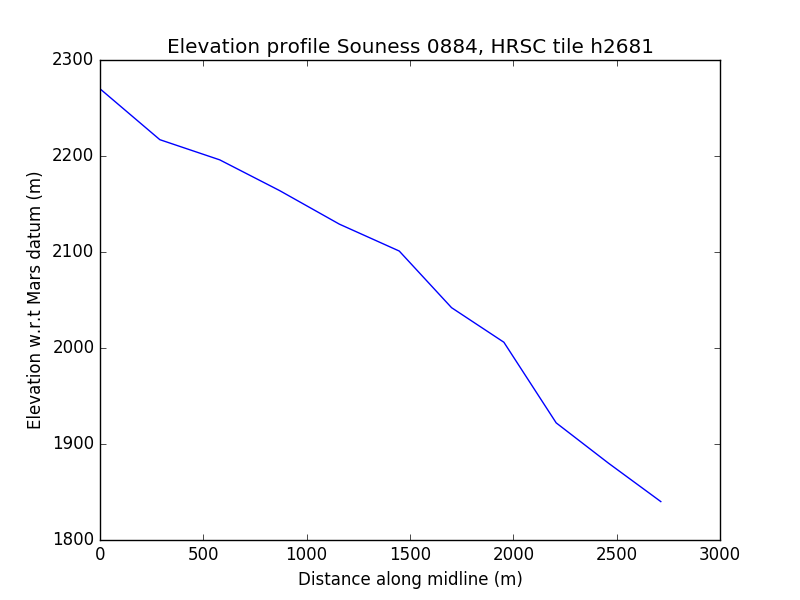 Elevation profile Souness 0884, HRSC tile h2681
2300
2200
2100
2000
1900
1800
Elevation w.r.t Mars datum (m)
0 500 1000 1500 2000 2500 3000
Distance along midline (m)